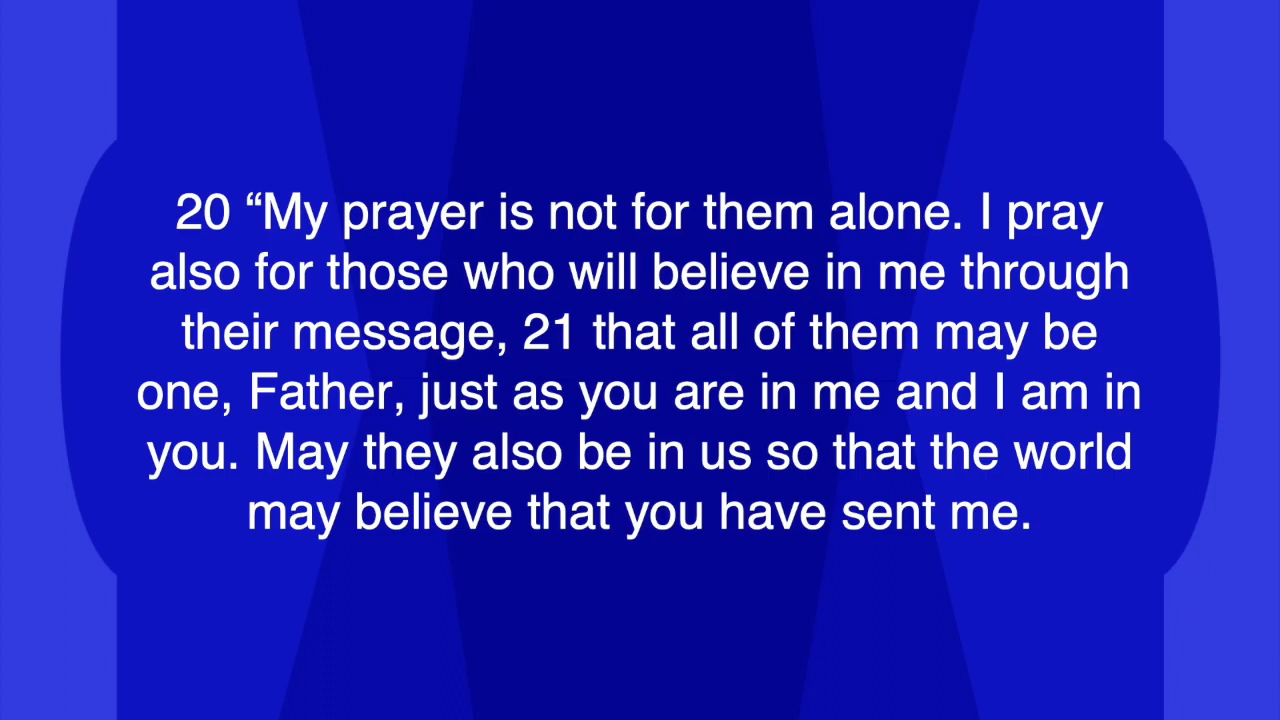 20 “My prayer is not for them alone. I pray
also for those who will believe in me through
their message, 21 that all of them may be
one, Father, just as you are in me and I am in
you. May they also be in us so that the world
may believe that you have sent me.